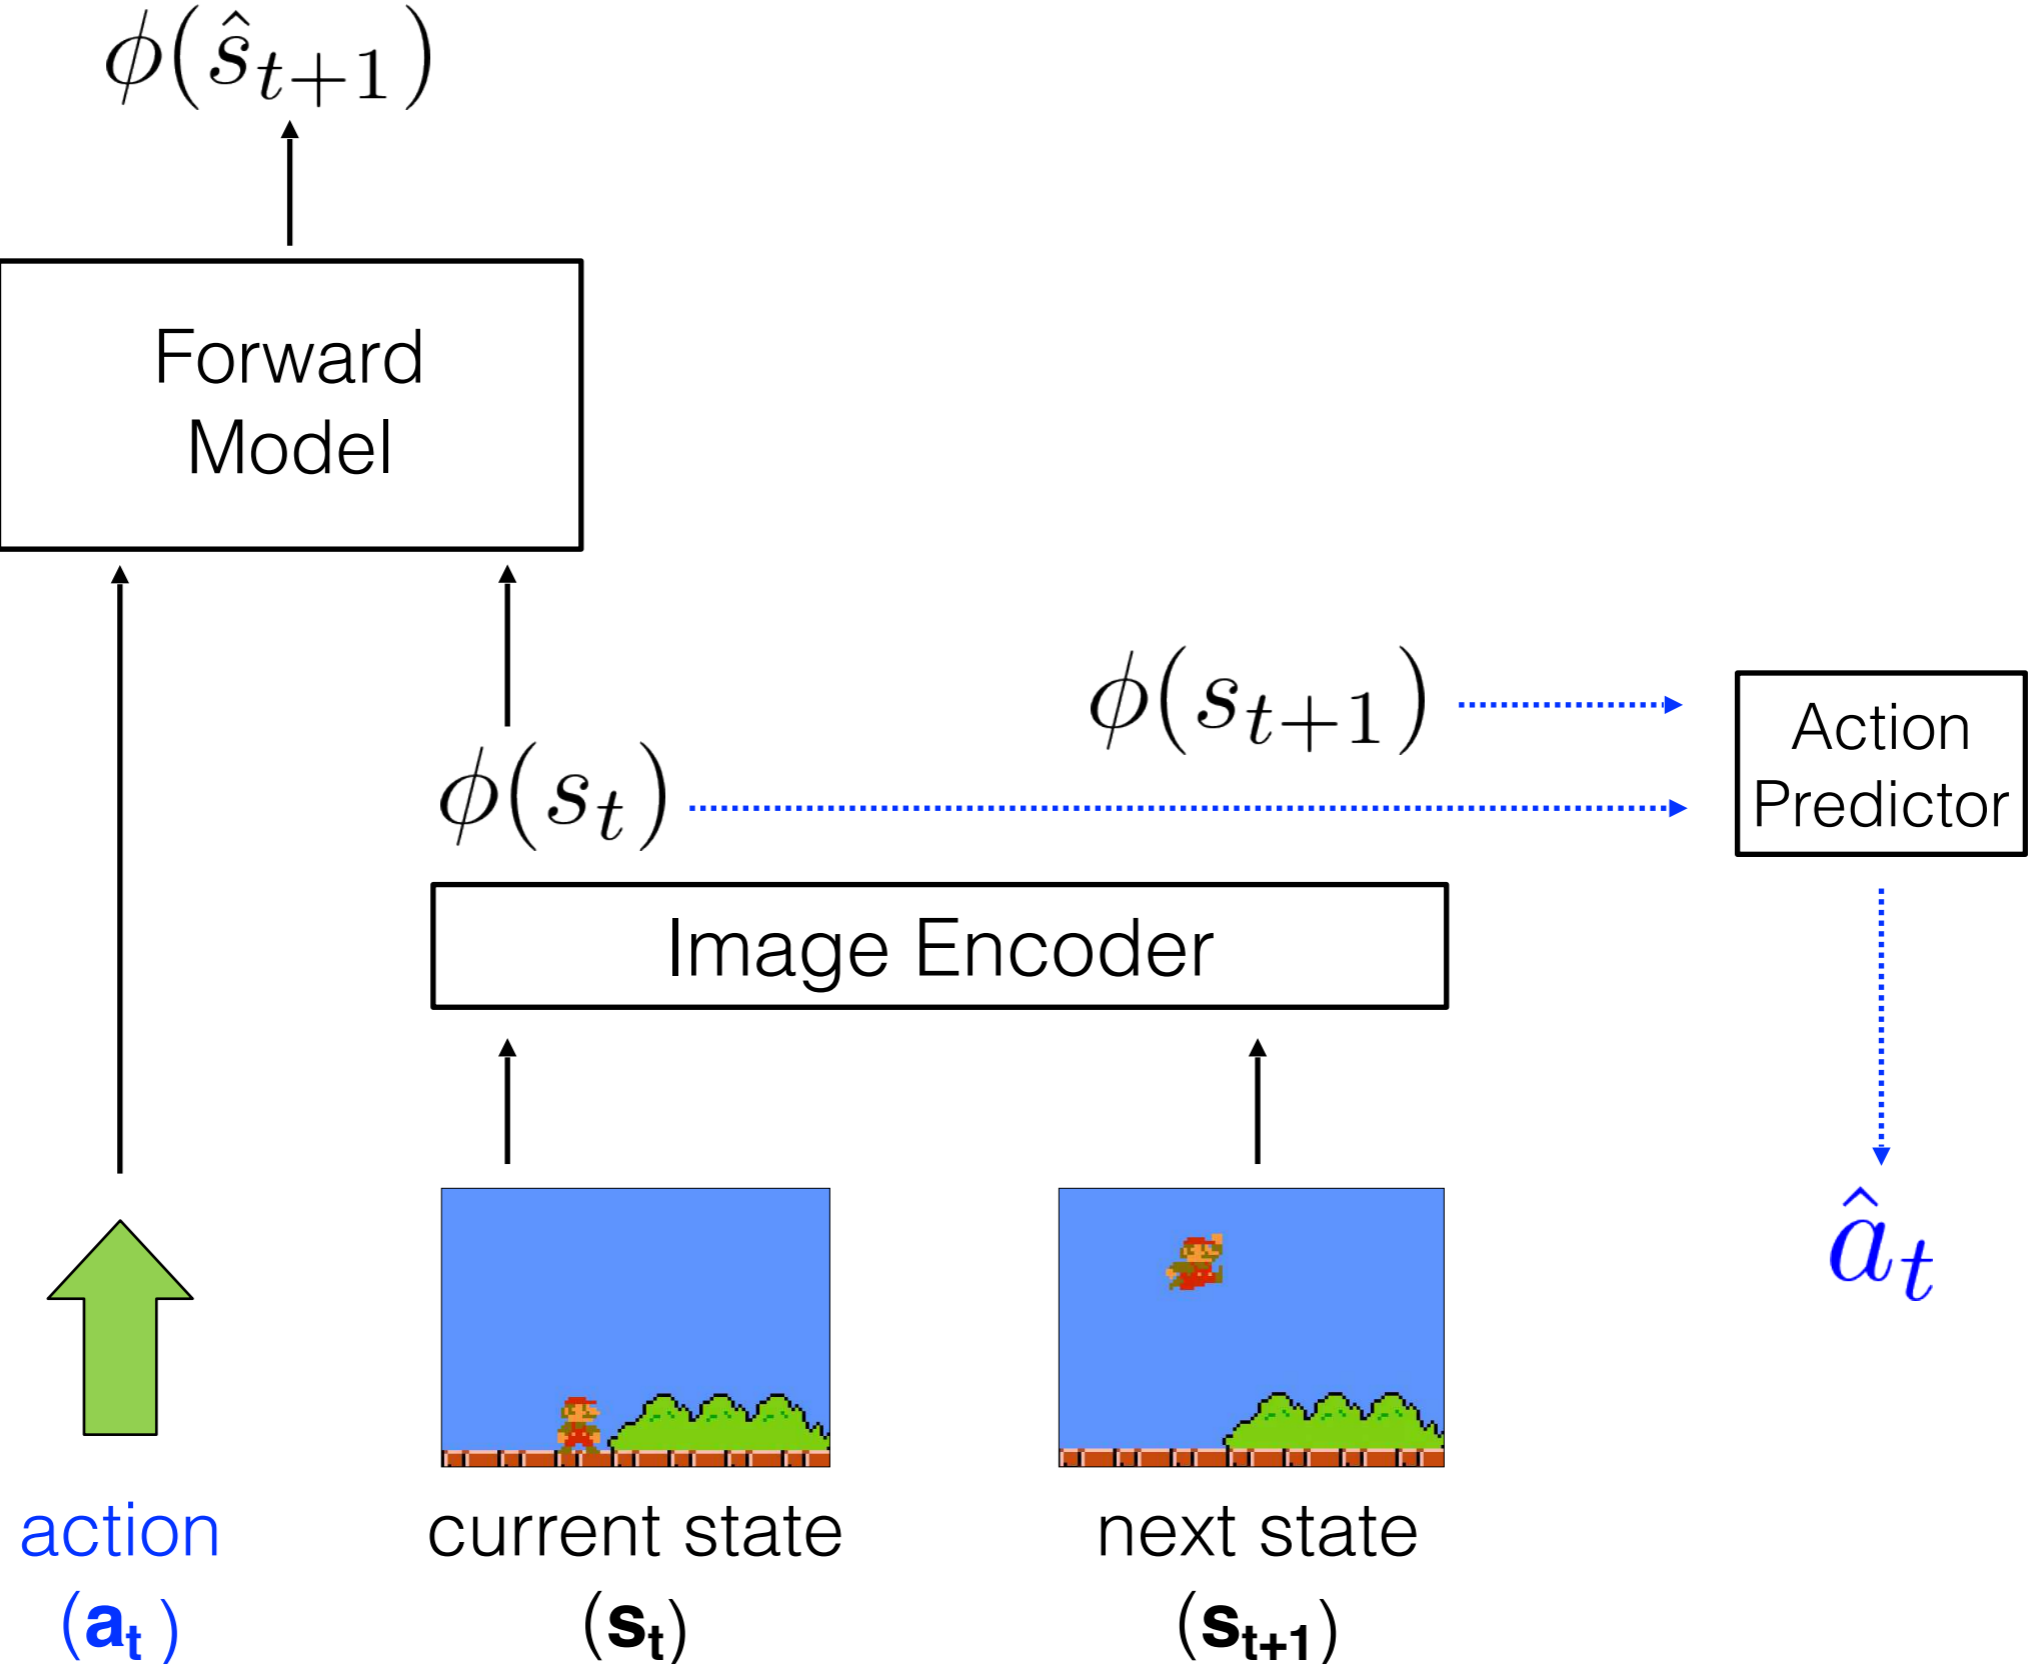 ϕ(ŝₜ₊₁)
Forward
Model
ϕ(sₜ₊₁)
ϕ(sₜ)
Action
Predictor
Image Encoder
âₜ
action
(aₜ)
current state
(sₜ)
next state
(sₜ₊₁)